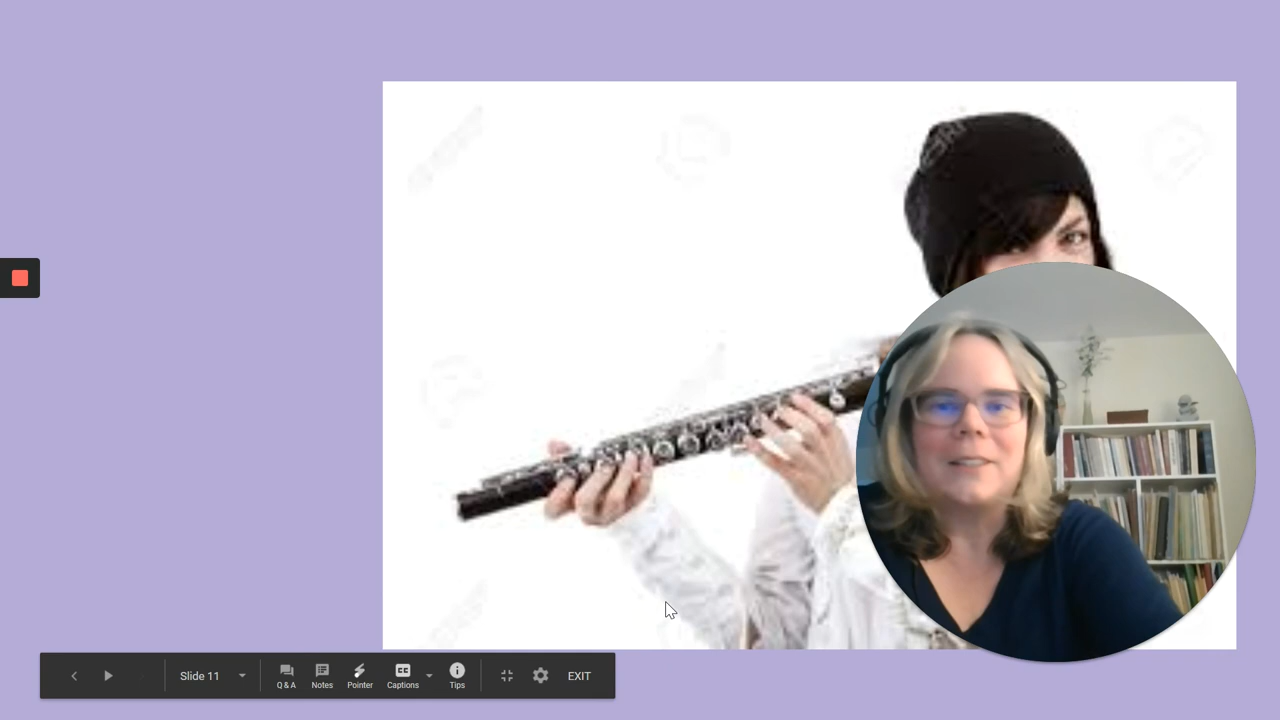 Slide 11
Q & A
Notes
Pointer
CC
Captions
Tips
EXIT